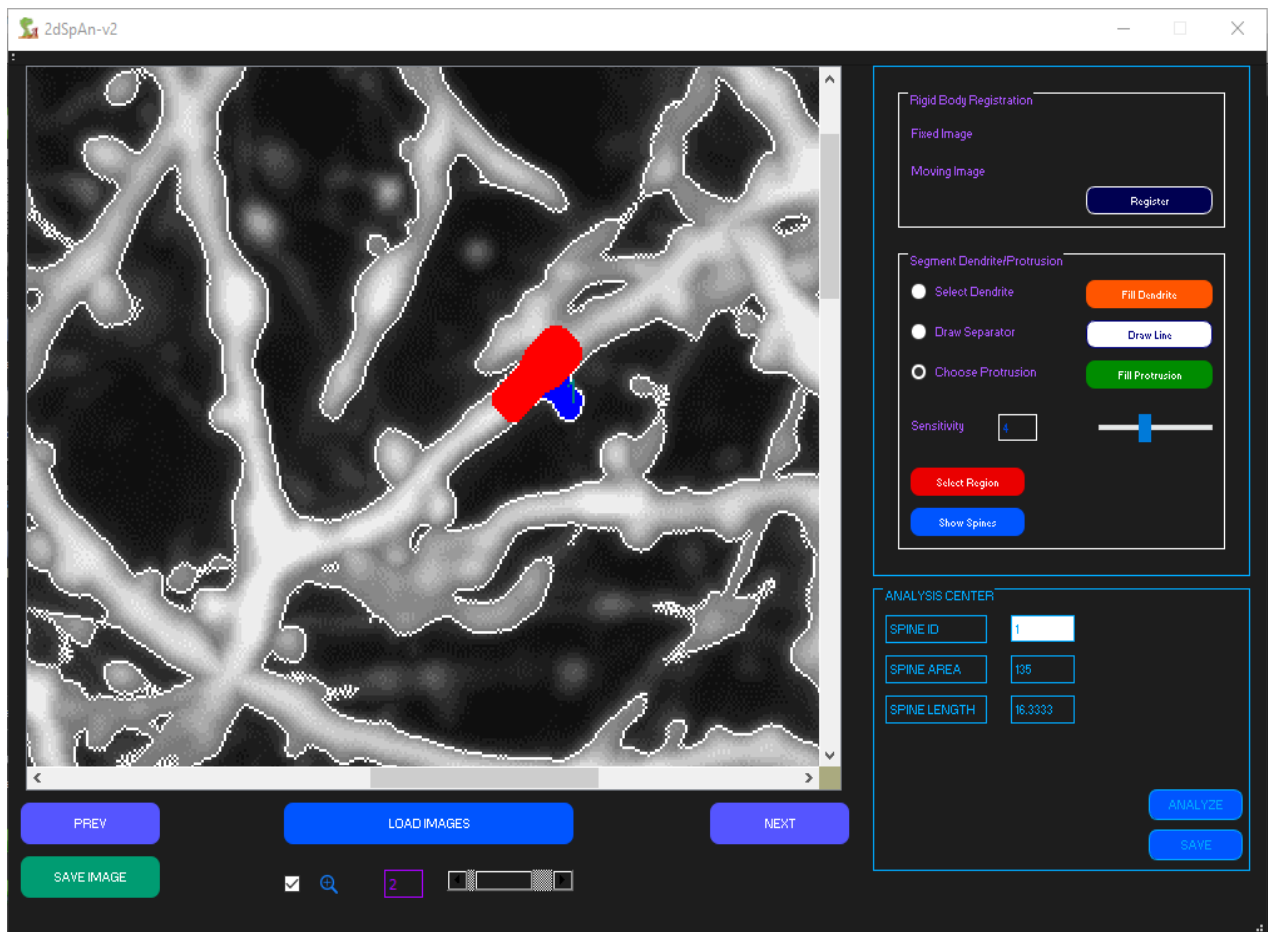 2dSpAn-v2
Rigid Body Registration
Fixed Image
Moving Image
Register
Segment Dendrite/Protrusion
Select Dendrite
Fill Dendrite
Draw Separator
Draw Line
Choose Protrusion
Fill Protrusion
Sensitivity
4
Select Region
Show Spines
ANALYSIS CENTER
SPINE ID
1
SPINE AREA
135
SPINE LENGTH
16.3333
ANALYZE
SAVE
PREV
LOAD IMAGES
NEXT
SAVE IMAGE
2